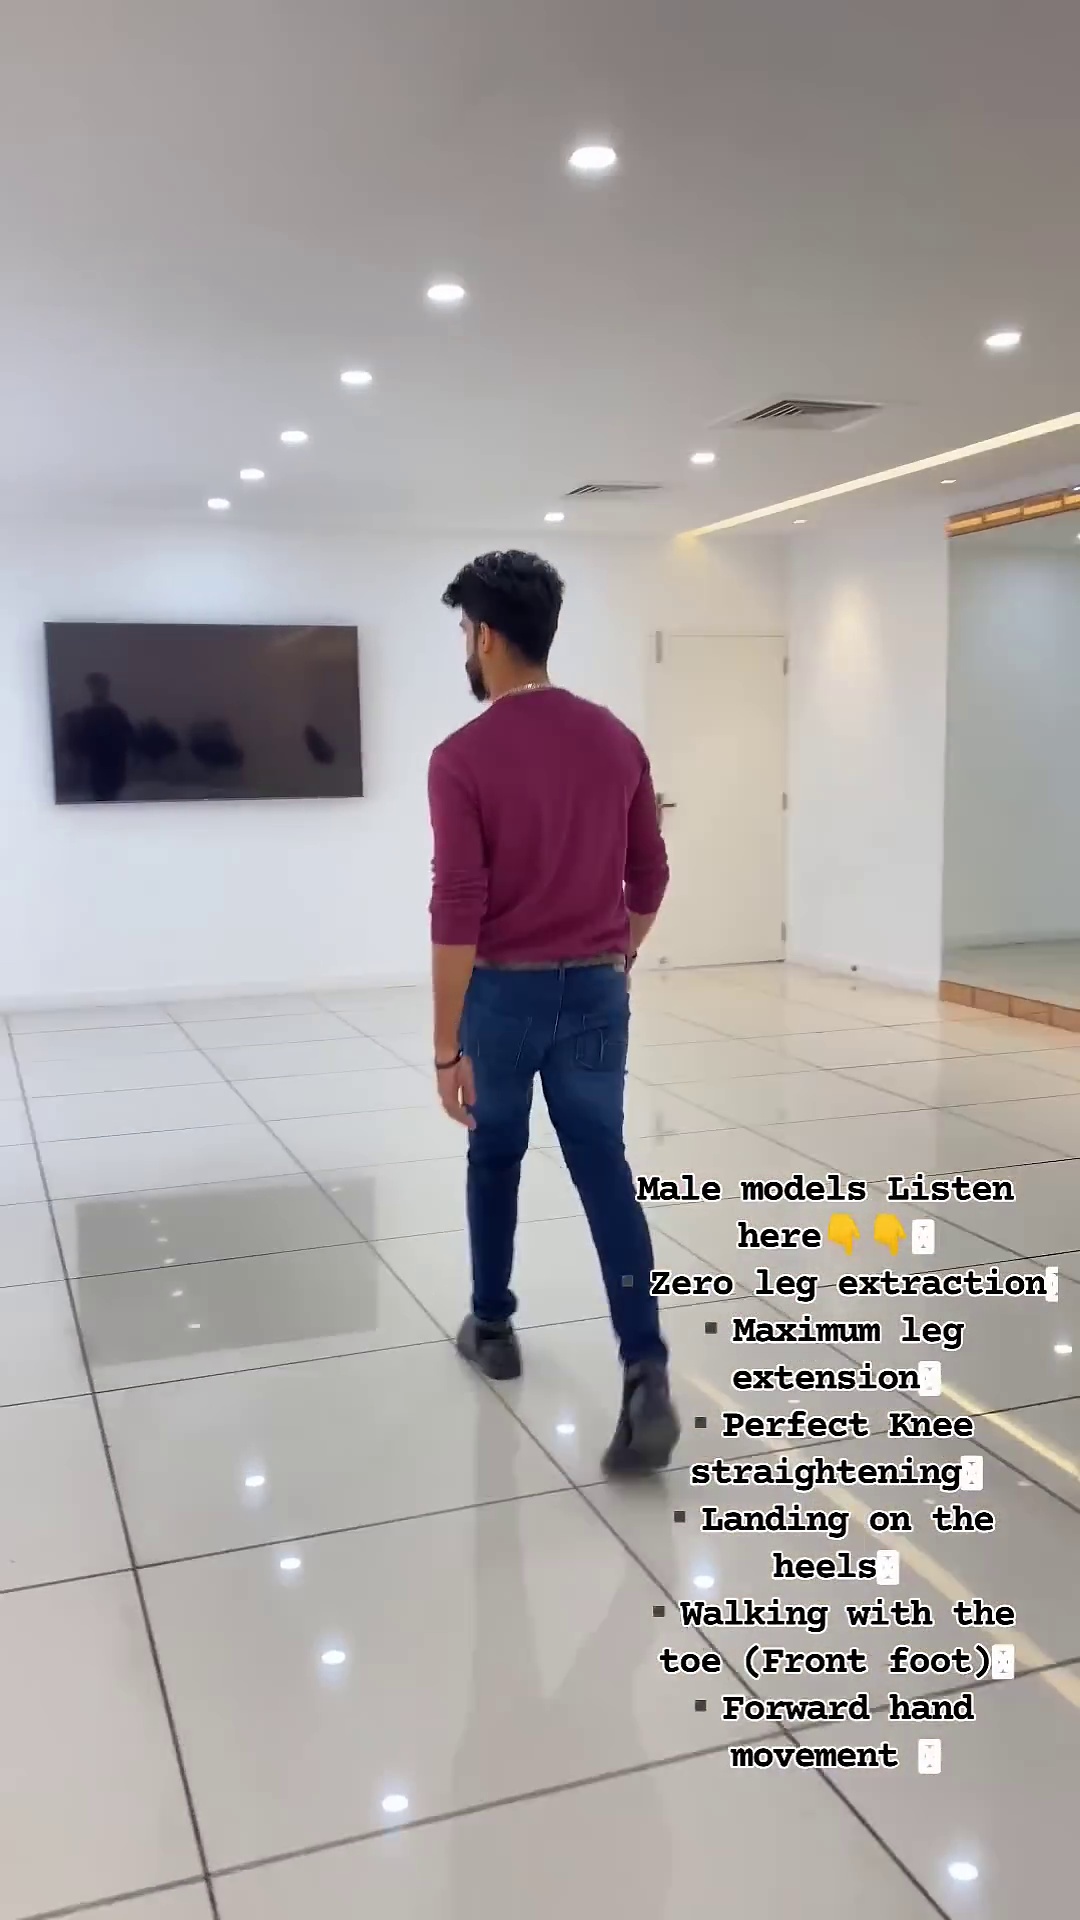 Male models Listen
here👇👇
▪ Zero leg extraction
▪Maximum leg
extension
▪Perfect Knee
straightening
▪Landing on the
heels
▪Walking with the
toe (Front foot)
▪Forward hand
movement